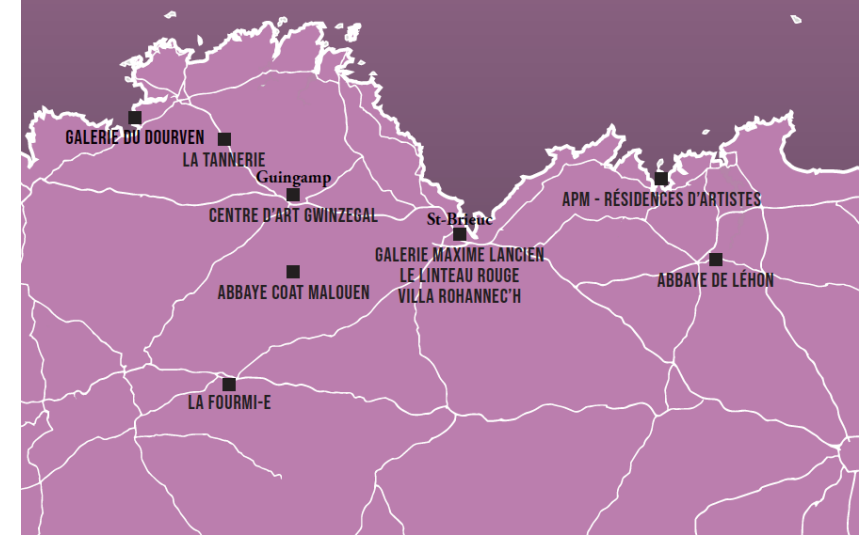 GALERIE DU DOURVEN
LA TANNERIE
Guingamp
CENTRE D'ART GWINZEGAL
APM - RÉSIDENCES D'ARTISTES
St-Brieuc
GALERIE MAXIME LANCIEN
LE LINTEAU ROUGE
VILLA ROHANNEC'H
ABBAYE DE LÉHON
ABBAYE COAT MALOUEN
LA FOURMI-E